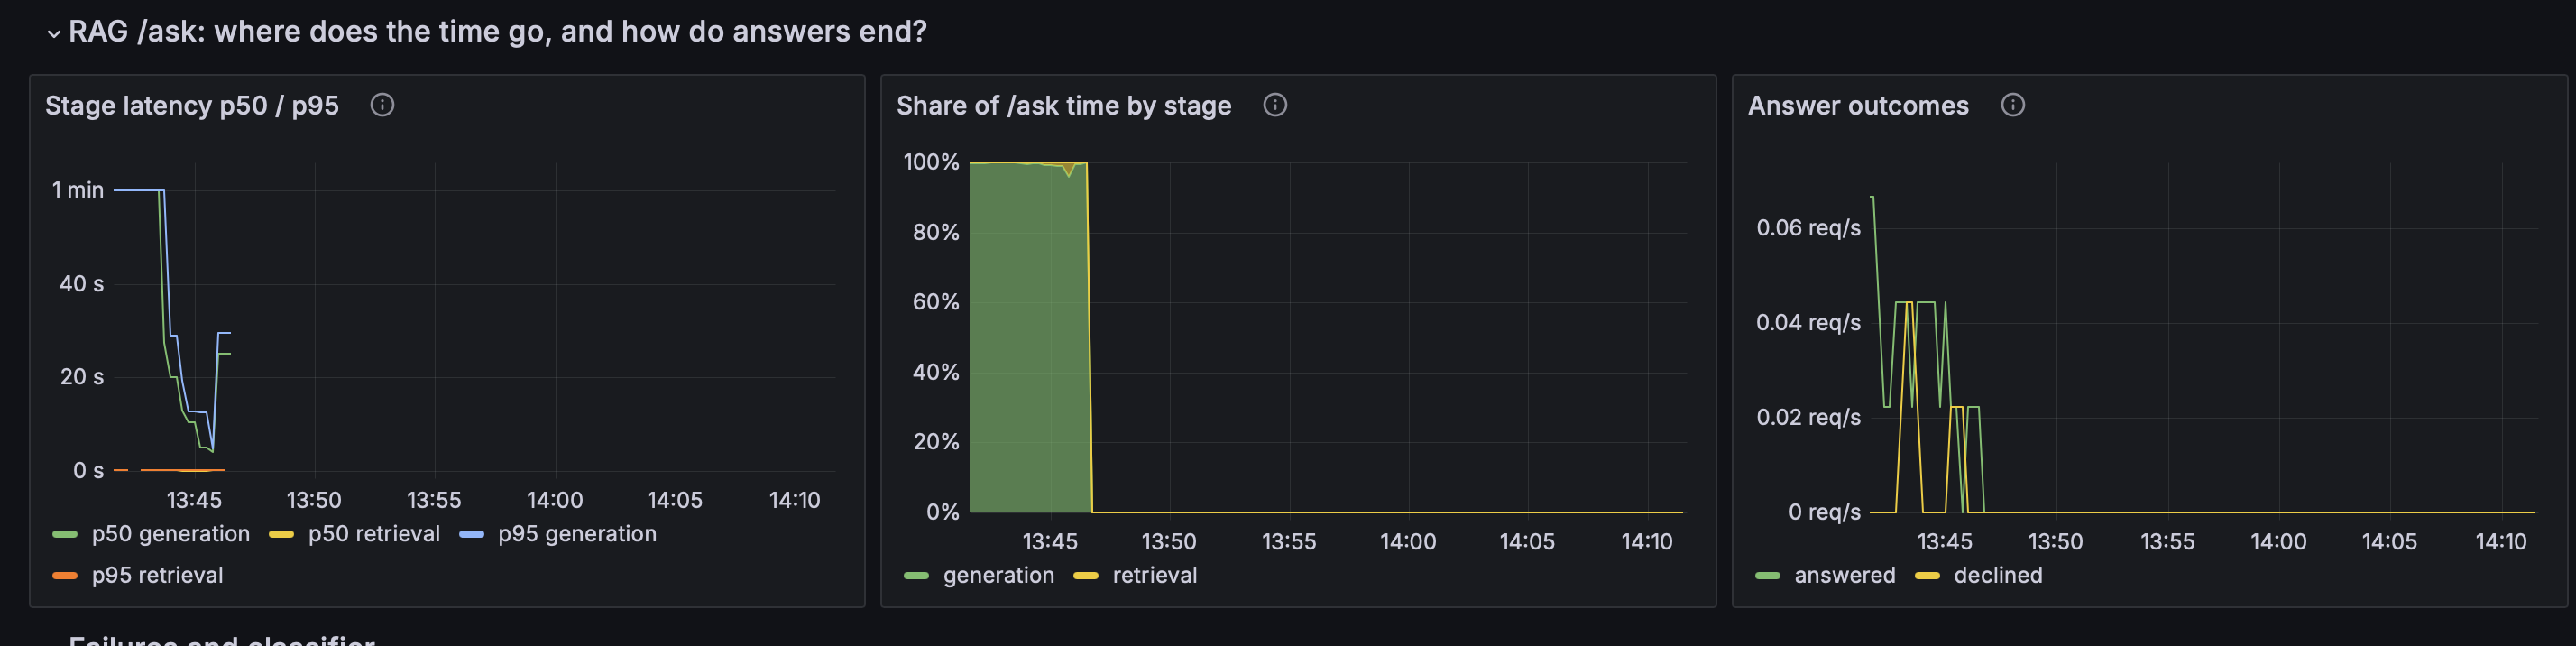 RAG /ask: where does the time go, and how do answers end?
Stage latency p50 / p95
1 min
40 s
20 s
0 s
13:45 13:50 13:55 14:00 14:05 14:10
p50 generation p50 retrieval p95 generation
p95 retrieval
Share of /ask time by stage
100%
80%
60%
40%
20%
0%
13:45 13:50 13:55 14:00 14:05 14:10
generation retrieval
Answer outcomes
0.06 req/s
0.04 req/s
0.02 req/s
0 req/s
13:45 13:50 13:55 14:00 14:05 14:10
answered declined
Failures and classifier